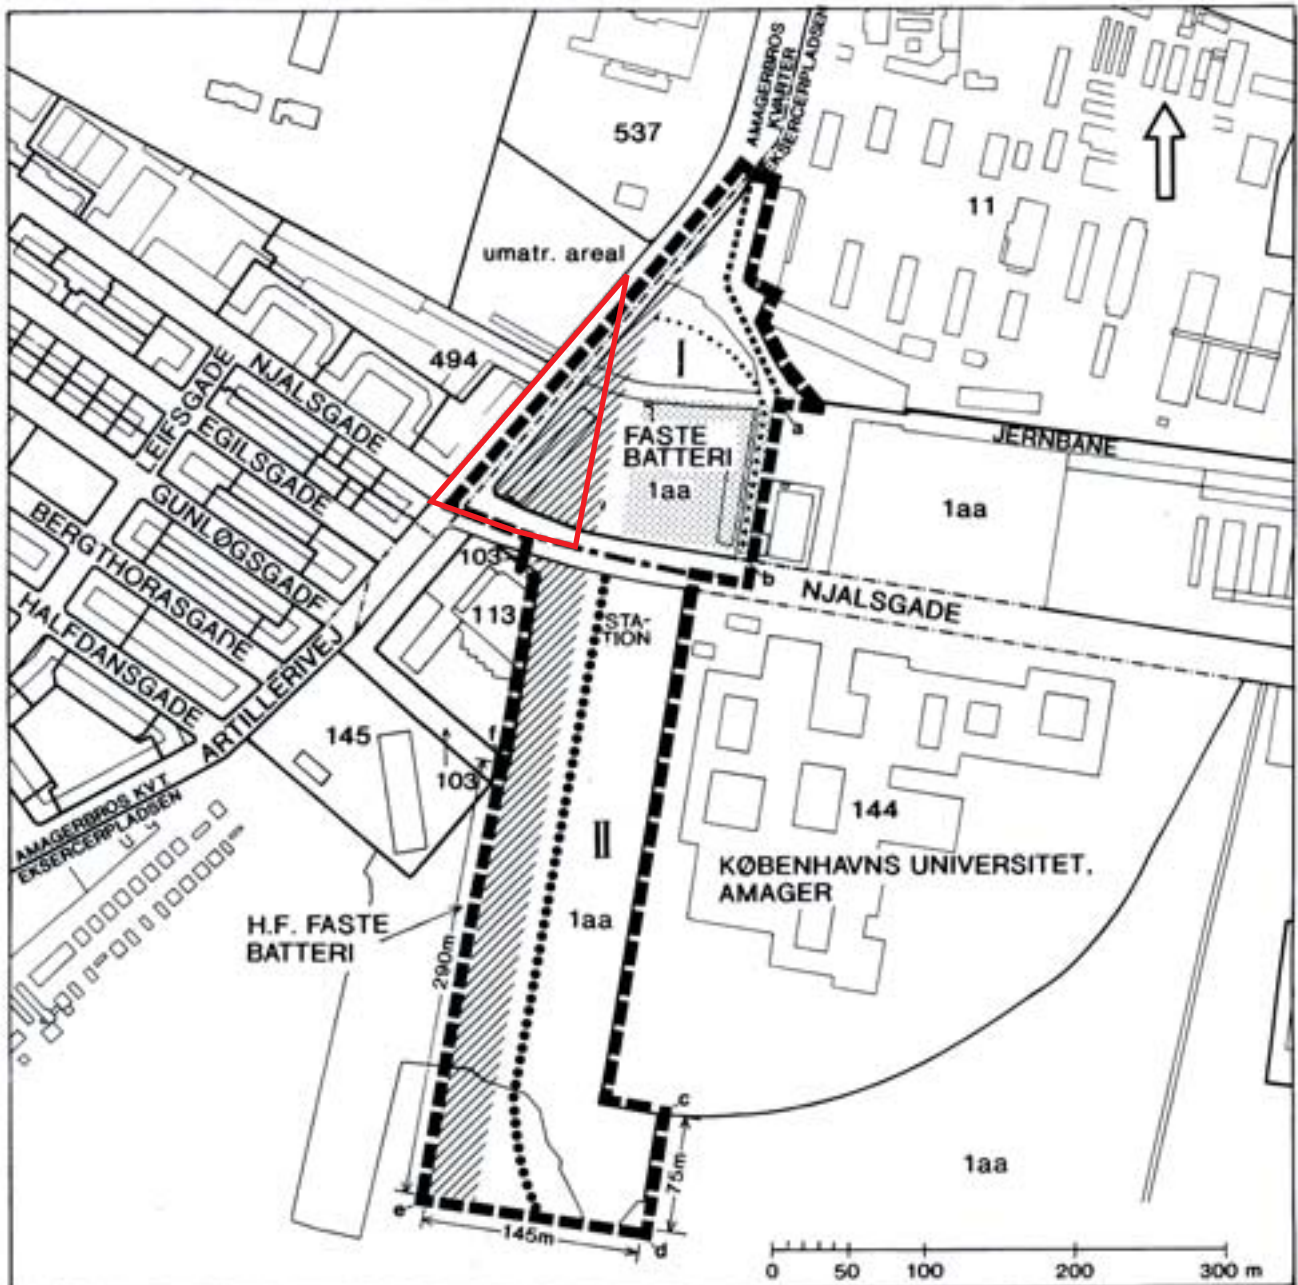 AMAGERBROS
KVARTER
EKSERCERPLADSEN
537
11
umatr. areal
494
I
NJALSGADE
LEIFSGADE
EGILSGADE
GUNLØGSGADE
BERGTHORASGADE
HALFDANSGADE
ARTILLERIVEJ
FASTE
BATTERI
1aa
a
JERNBANE
1aa
103
b
NJALSGADE
113
STA-
TION
f
145
103
144
AMAGERBROS KVT.
EKSERCERPLADSEN
II
KØBENHAVNS UNIVERSITET,
AMAGER
H.F. FASTE
BATTERI
1aa
290m
c
75m
1aa
e
145m
d
0 50 100 200 300 m